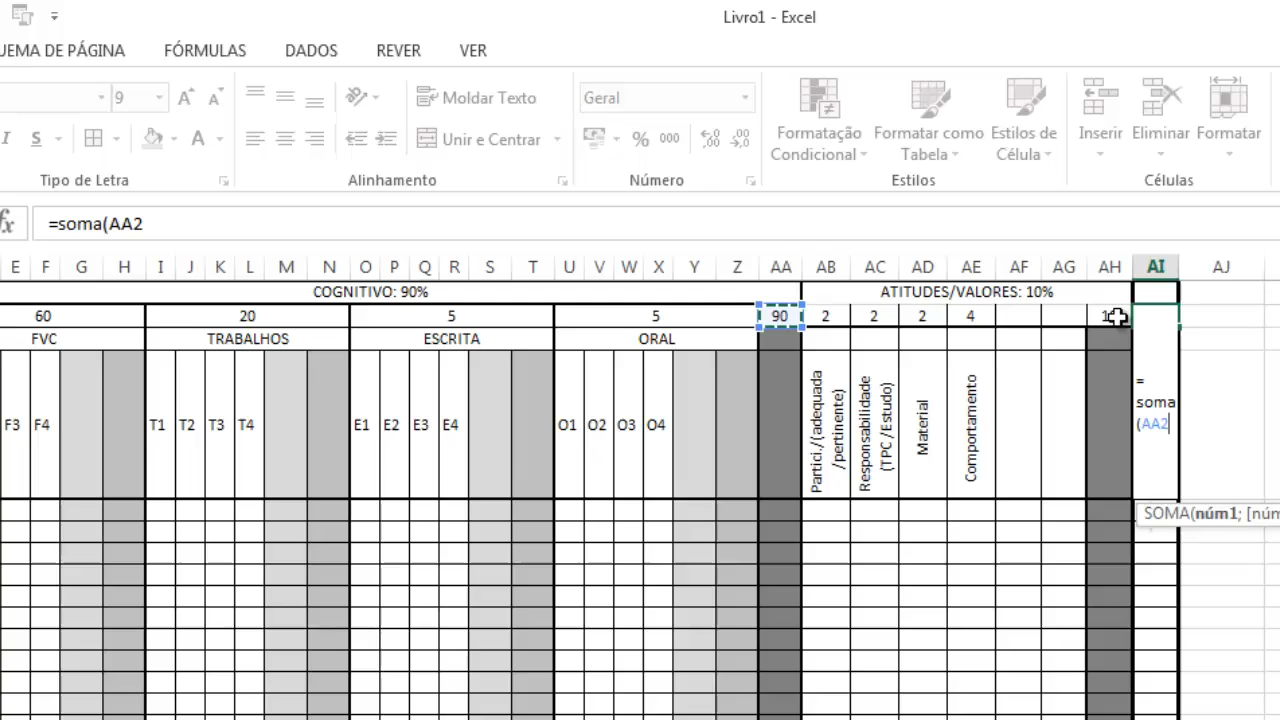 Livro1 - Excel
UEMA DE PÁGINA FÓRMULAS DADOS REVER VER
9 A A Moldar Texto Geral
I S A Unir e Centrar % 000
Formatação Condicional
Formatar como Tabela
Estilos de Célula
Inserir Eliminar Formatar
Tipo de Letra Alinhamento Número Estilos Células
fx =soma(AA2
E F G H I J K L M N O P Q R S T U V W X Y Z AA AB AC AD AE AF AG AH AI AJ
COGNITIVO: 90% ATITUDES/VALORES: 10%
60 20 5 5 90 2 2 2 4
FVC TRABALHOS ESCRITA ORAL
F3 F4 T1 T2 T3 T4 E1 E2 E3 E4 O1 O2 O3 O4
Partici./(adequada
/pertinente)
Responsabilidade
(TPC /Estudo)
Material
Comportamento
=
soma
(AA2
SOMA(núm1; [núm